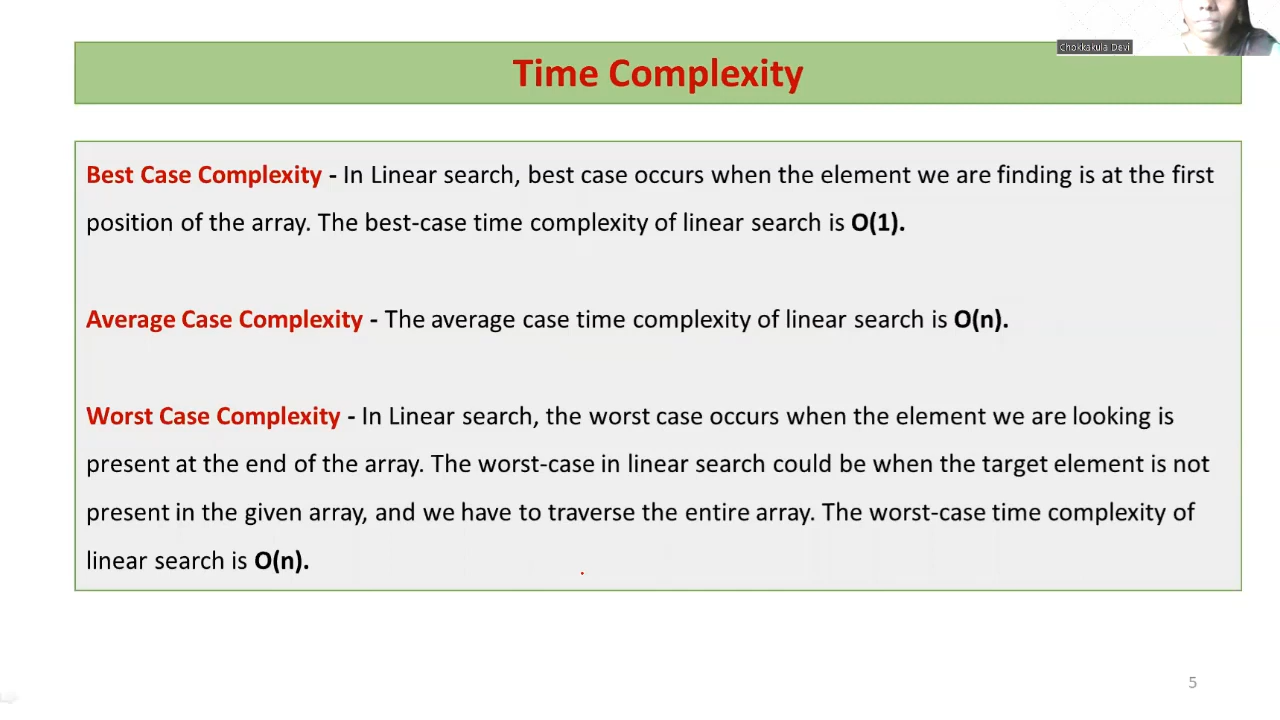 Chokkakula Devi
Time Complexity
Best Case Complexity - In Linear search, best case occurs when the element we are finding is at the first
position of the array. The best-case time complexity of linear search is O(1).
Average Case Complexity - The average case time complexity of linear search is O(n).
Worst Case Complexity - In Linear search, the worst case occurs when the element we are looking is
present at the end of the array. The worst-case in linear search could be when the target element is not
present in the given array, and we have to traverse the entire array. The worst-case time complexity of
linear search is O(n).
5